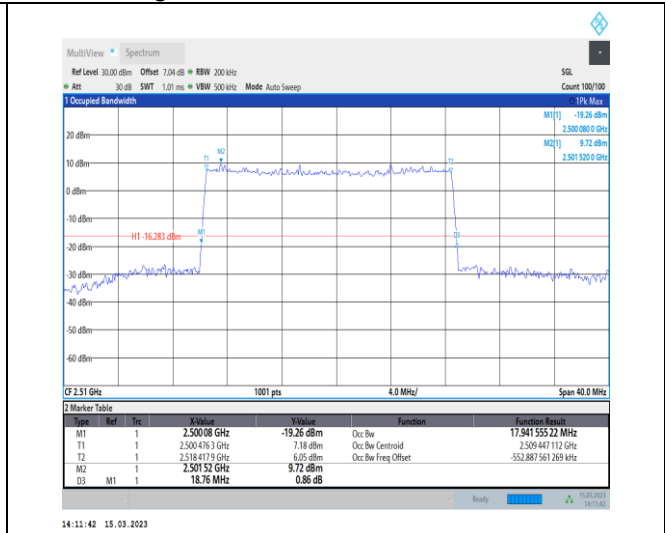 MultiView Spectrum
Ref Level 30.00 dBm Offset 7.04 dB RBW 200 kHz SGL
Att 30 dB SWT 1.01 ms VBW 500 kHz Mode Auto Sweep Count 100/100
1 Occupied Bandwidth 1Pk Max
M1[1] -19.26 dBm
2.500 080 0 GHz
M2[1] 9.72 dBm
2.501 520 0 GHz
20 dBm
M2
T1
10 dBm
0 dBm
-10 dBm
M1
D3
H1 -16.283 dBm
-20 dBm
-30 dBm
-40 dBm
-50 dBm
-60 dBm
CF 2.51 GHz 1001 pts 4.0 MHz/ Span 40.0 MHz
2 Marker Table
Type Ref Trc X-Value Y-Value Function Function Result
M1 1 2.50008 GHz -19.26 dBm Occ Bw 17.941 555 22 MHz
T1 1 2.500 476 3 GHz 7.18 dBm Occ Bw Centroid 2.509 447 112 GHz
T2 1 2.518 417 9 GHz 6.05 dBm Occ Bw Freq Offset -552.887 561 269 kHz
M2 1 2.501 52 GHz 9.72 dBm
D3 M1 1 18.76 MHz 0.86 dB
Ready 15.03.2023
14:11:42
14:11:42 15.03.2023